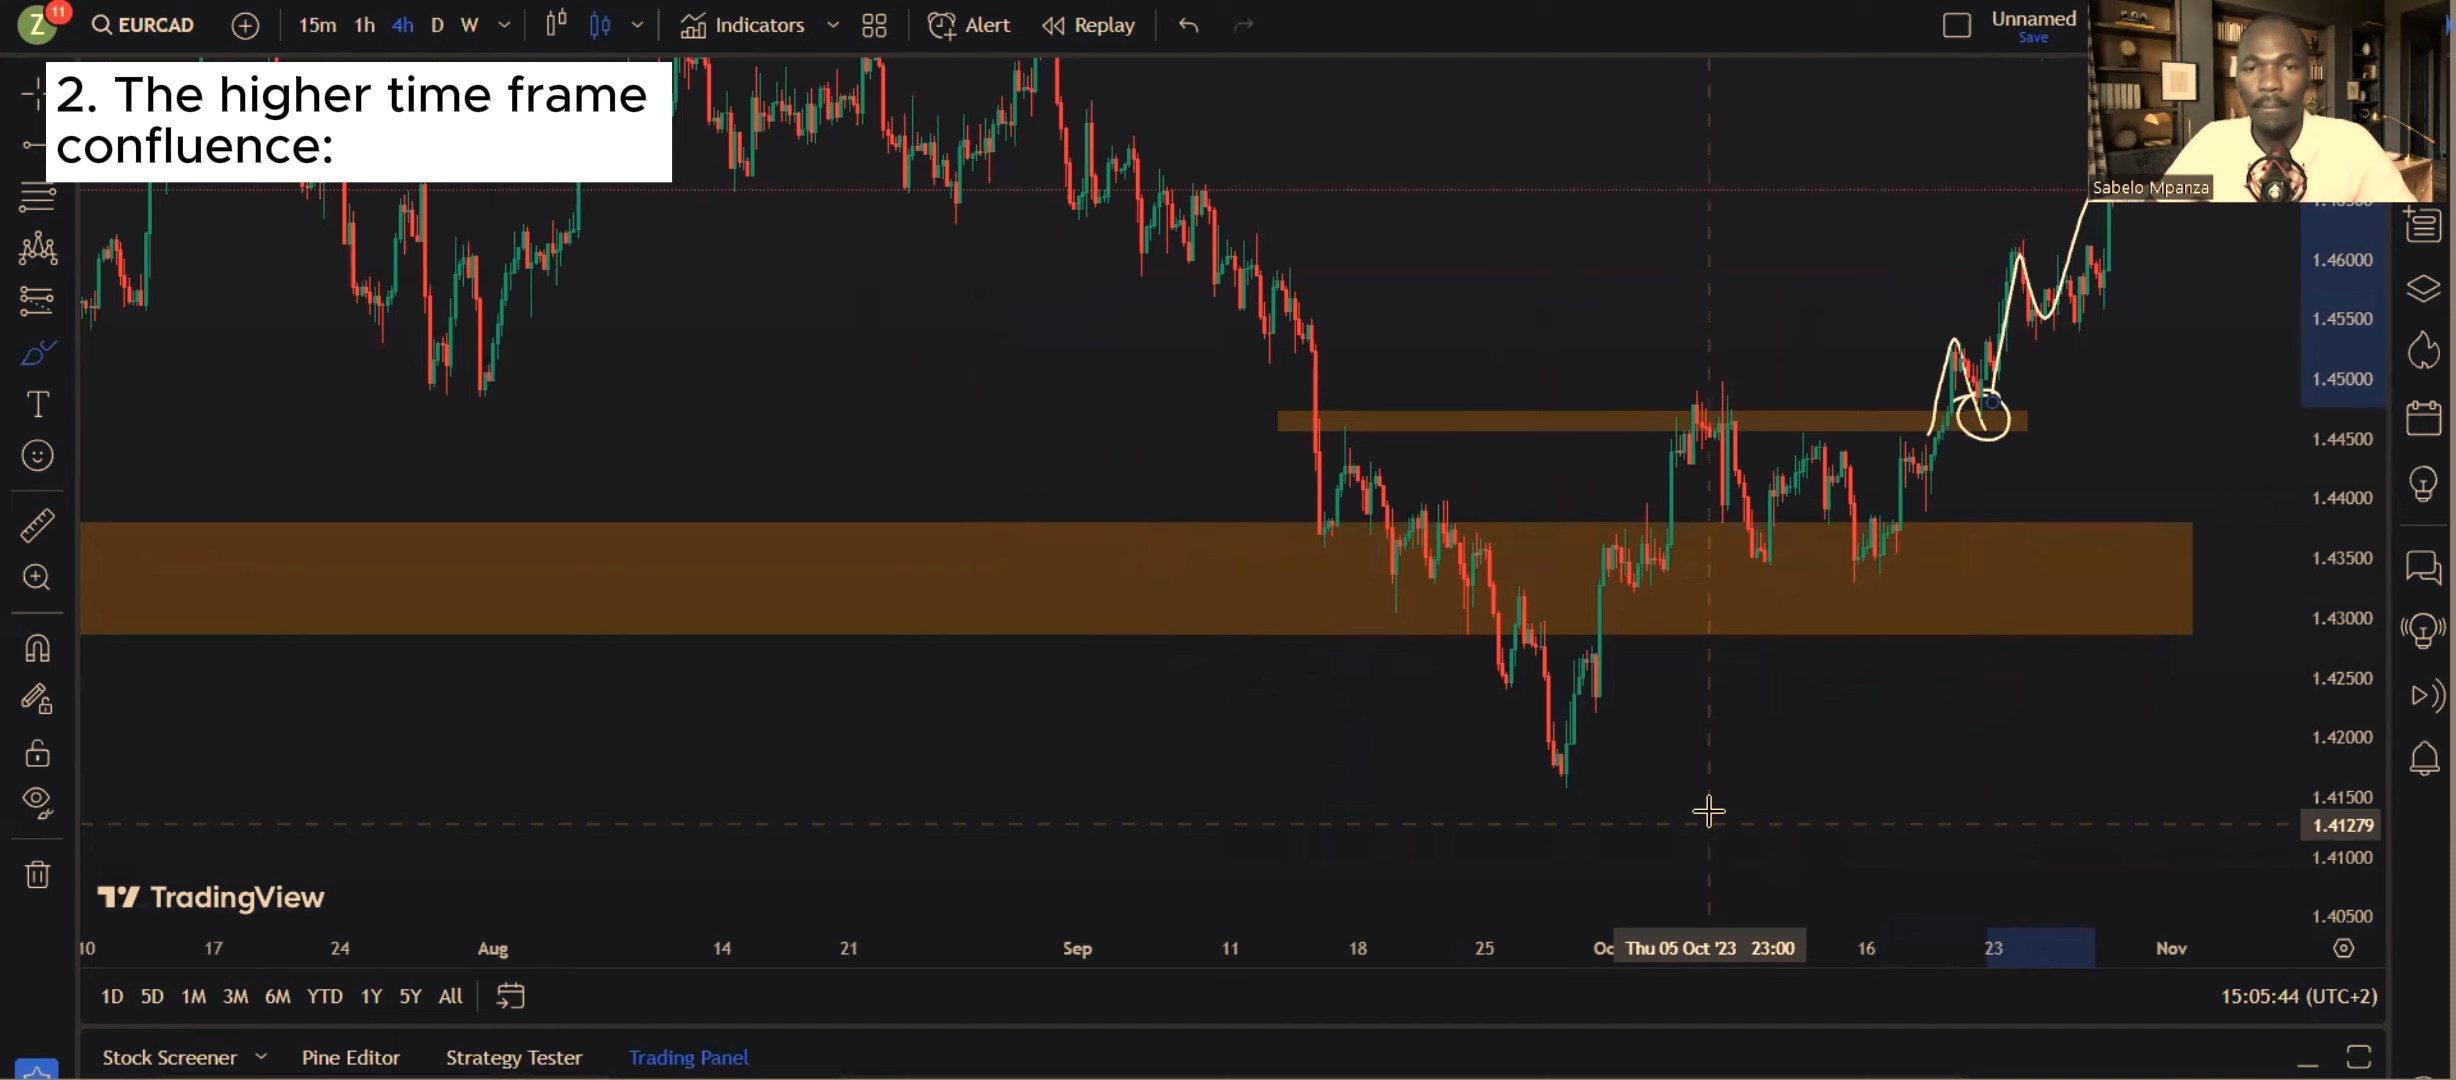 Z 11 EURCAD 15m 1h 4h D W Indicators Alert Replay Unnamed
Save
2. The higher time frame
confluence:
Sabelo Mpanza
1.46000
1.45500
1.45000
1.44500
1.44000
1.43500
1.43000
1.42500
1.42000
1.41500
1.41279
1.41000
1.40500
TradingView
10 17 24 Aug 14 21 Sep 11 18 25 Oc Thu 05 Oct '23 23:00 16 23 Nov
1D 5D 1M 3M 6M YTD 1Y 5Y All 15:05:44 (UTC+2)
Stock Screener Pine Editor Strategy Tester Trading Panel